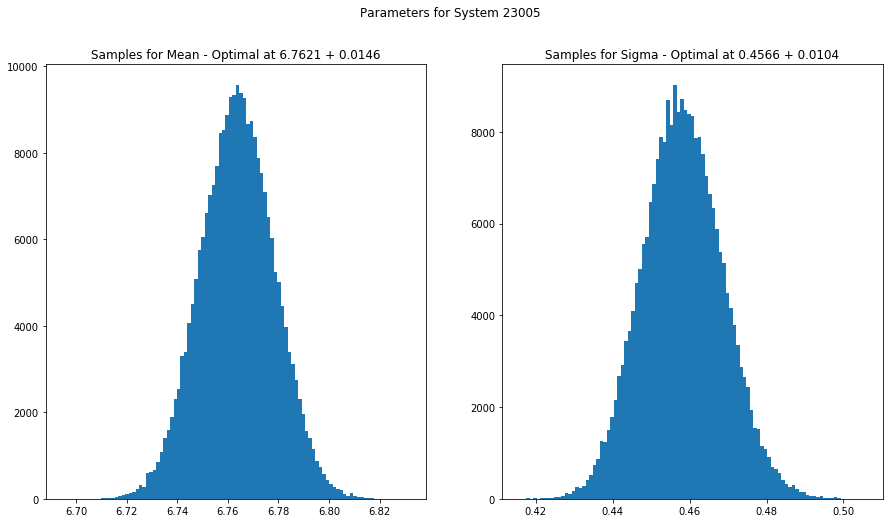 Parameters for System 23005
Samples for Mean - Optimal at 6.7621 + 0.0146
10000
8000
6000
4000
2000
0
6.70 6.72 6.74 6.76 6.78 6.80 6.82
Samples for Sigma - Optimal at 0.4566 + 0.0104
8000
6000
4000
2000
0
0.42 0.44 0.46 0.48 0.50